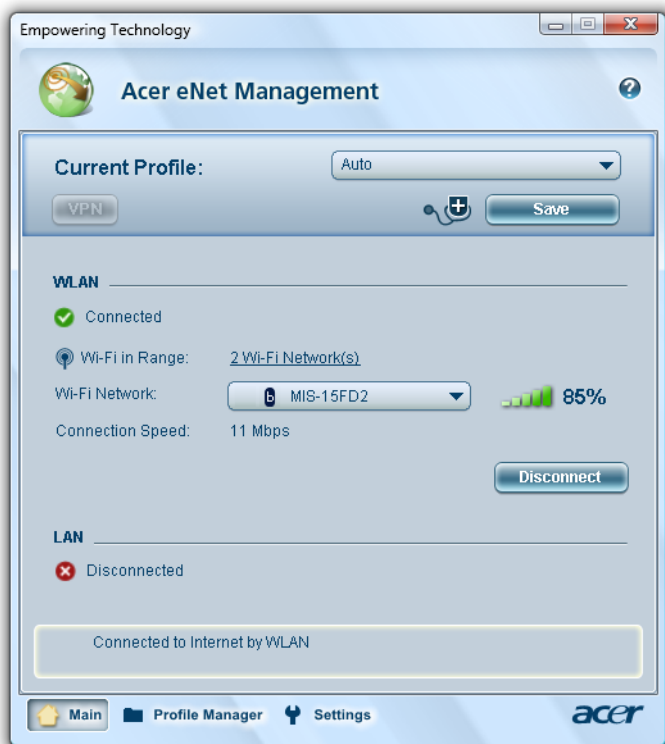 Empowering Technology
Acer eNet Management
Current Profile: Auto
VPN Save
WLAN
Connected
Wi-Fi in Range: 2 Wi-Fi Network(s)
Wi-Fi Network: b MIS-15FD2 85%
Connection Speed: 11 Mbps
Disconnect
LAN
Disconnected
Connected to Internet by WLAN
Main Profile Manager Settings acer